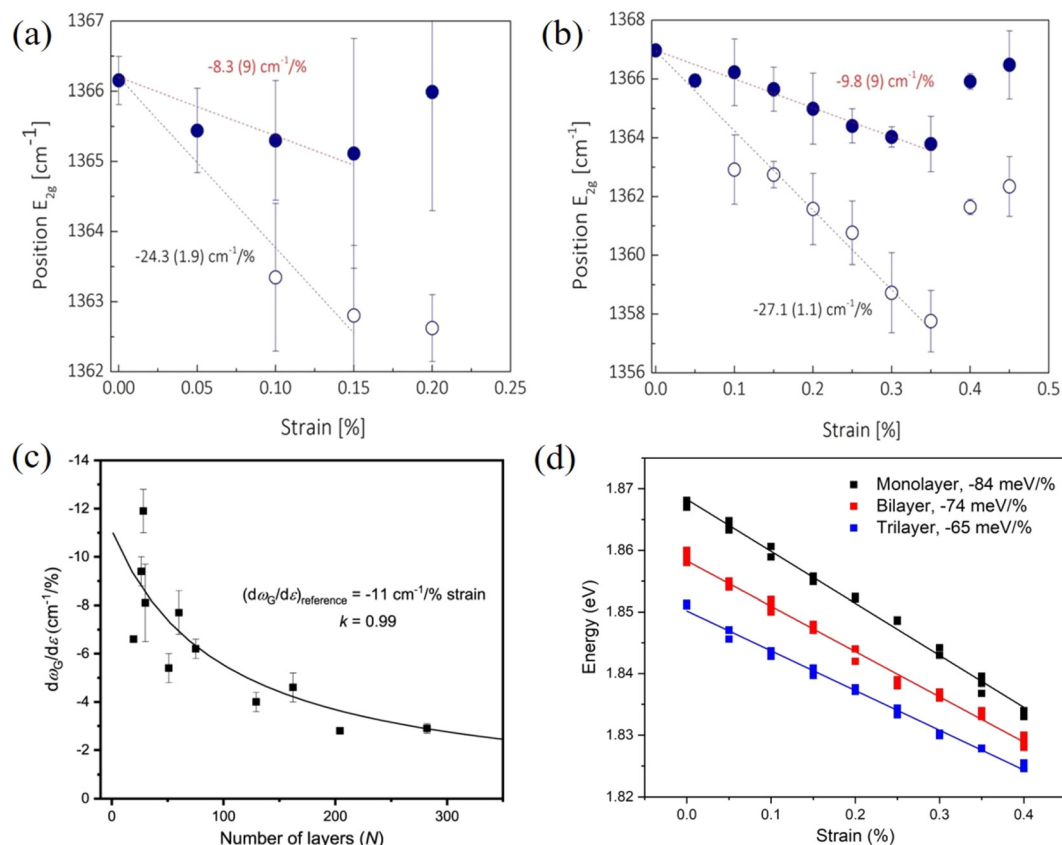 (a)
1367
1366
1365
1364
1363
1362
Position E2g [cm-1]
-8.3 (9) cm-1/%
-24.3 (1.9) cm-1/%
0.00 0.05 0.10 0.15 0.20 0.25
Strain [%]
(b)
1368
1366
1364
1362
1360
1358
1356
Position E2g [cm-1]
-9.8 (9) cm-1/%
-27.1 (1.1) cm-1/%
0.0 0.1 0.2 0.3 0.4 0.5
Strain [%]
(c)
-14
-12
-10
-8
-6
-4
-2
0
dωG/dε (cm-1/%)
(dωG/dε)reference = -11 cm-1/% strain
k = 0.99
0 50 100 150 200 250 300
Number of layers (N)
(d)
1.87
1.86
1.85
1.84
1.83
1.82
Energy (eV)
Monolayer, -84 meV/%
Bilayer, -74 meV/%
Trilayer, -65 meV/%
0.0 0.1 0.2 0.3 0.4
Strain (%)